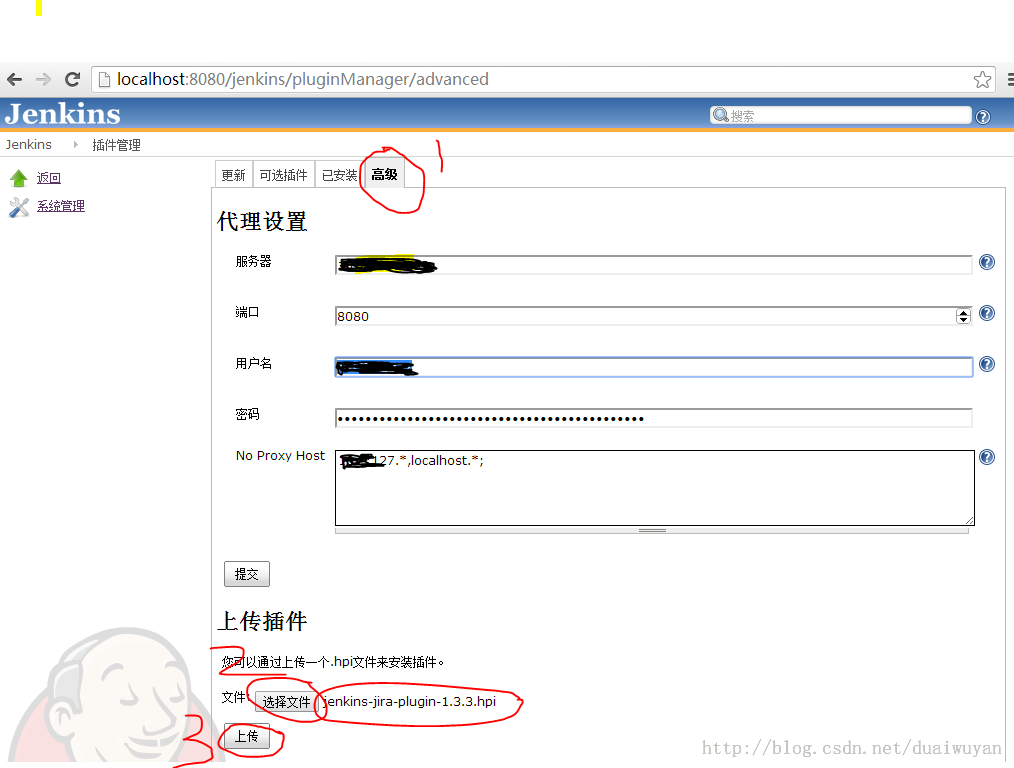 localhost:8080/jenkins/pluginManager/advanced
Jenkins
搜索
Jenkins 插件管理
1
返回
系统管理
更新 可选插件 已安装 高级
代理设置
服务器
端口 8080
用户名
密码 ••••••••••••••••••••••••••••••••••••••••••••
No Proxy Host 127.*,localhost.*;
提交
上传插件
2
您可以通过上传一个.hpi文件来安装插件。
文件: 选择文件 jenkins-jira-plugin-1.3.3.hpi
3
上传
http://blog.csdn.net/duaiwuyan